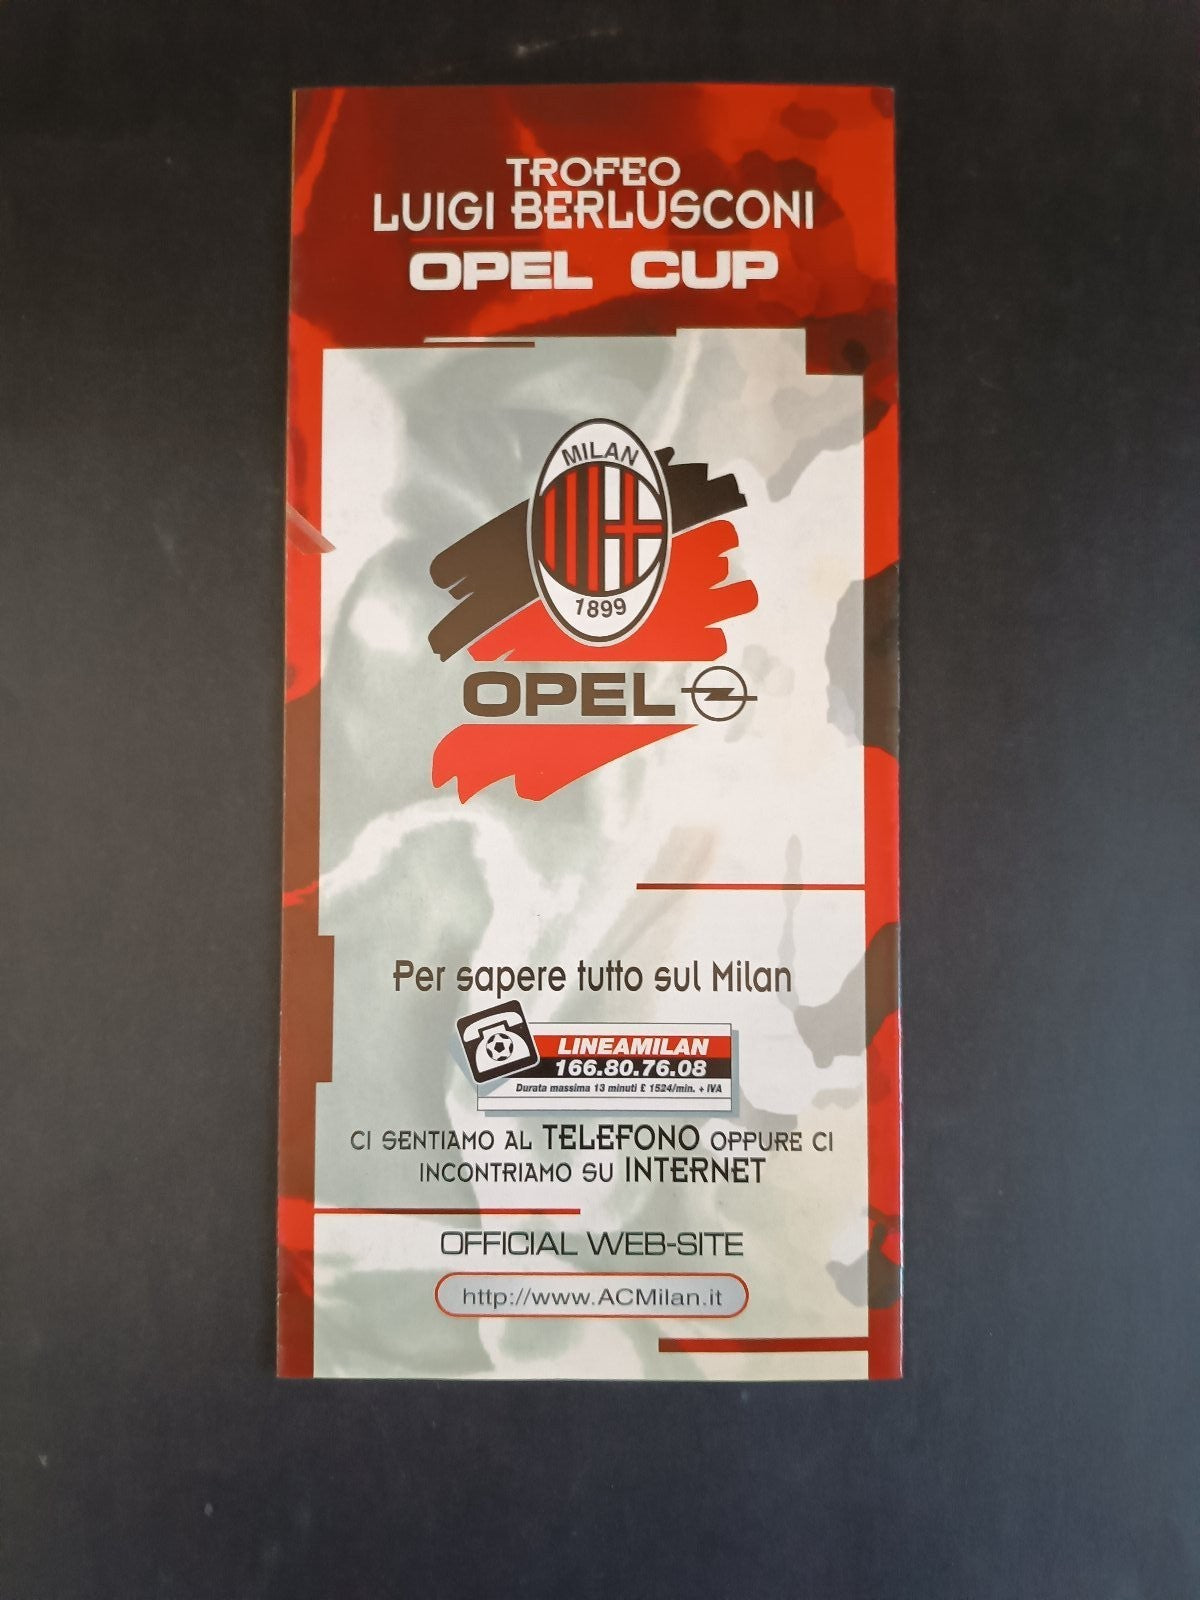 TROFEO
LUIGI BERLUSCONI
OPEL CUP
MILAN
1899
OPEL
Per sapere tutto sul Milan
LINEAMILAN
166.80.76.08
Durata massima 13 minuti £ 1524/min. + IVA
CI SENTIAMO AL TELEFONO OPPURE CI
INCONTRIAMO SU INTERNET
OFFICIAL WEB-SITE
http://www.ACMilan.it